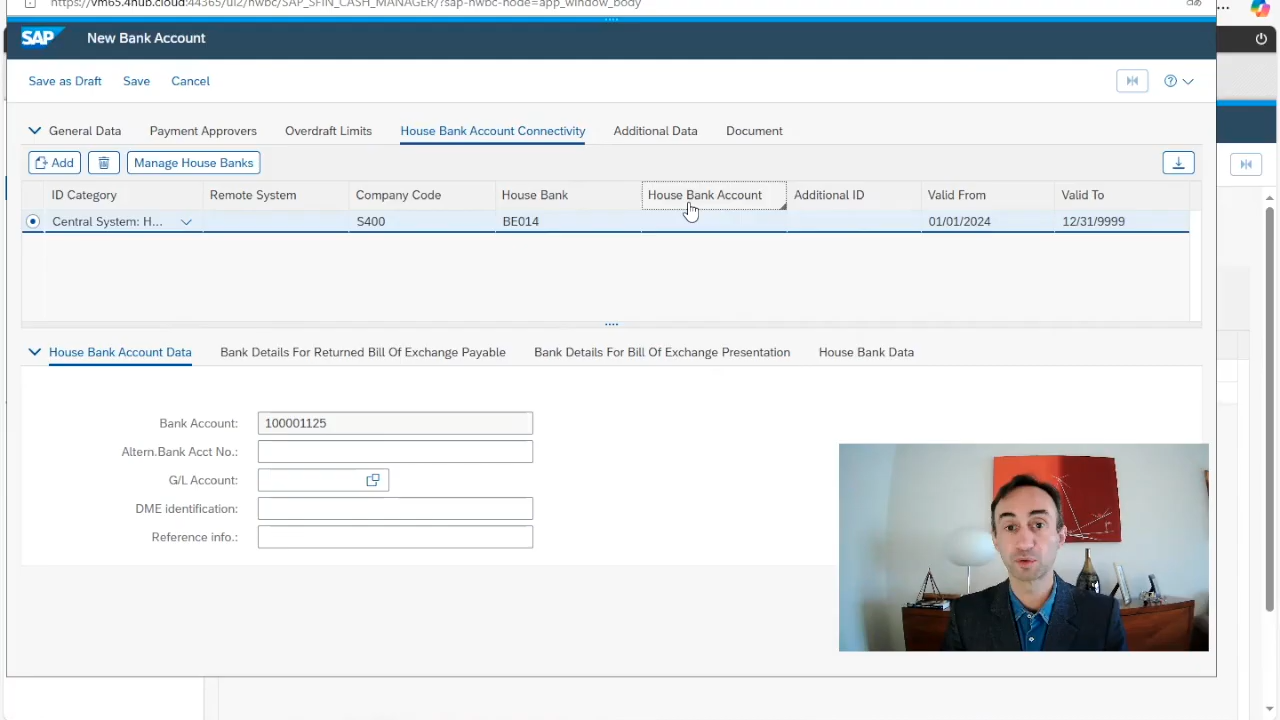 https://vm65.4hub.cloud:44365/ui2/nwbc/SAP_SFIN_CASH_MANAGER/?sap-nwbc-node=app_window_body
SAP New Bank Account
Save as Draft Save Cancel
General Data Payment Approvers Overdraft Limits House Bank Account Connectivity Additional Data Document
Add Manage House Banks
ID Category Remote System Company Code House Bank House Bank Account Additional ID Valid From Valid To
Central System: H... S400 BE014 01/01/2024 12/31/9999
House Bank Account Data Bank Details For Returned Bill Of Exchange Payable Bank Details For Bill Of Exchange Presentation House Bank Data
Bank Account: 100001125
Altern.Bank Acct No.:
G/L Account:
DME identification:
Reference info.: